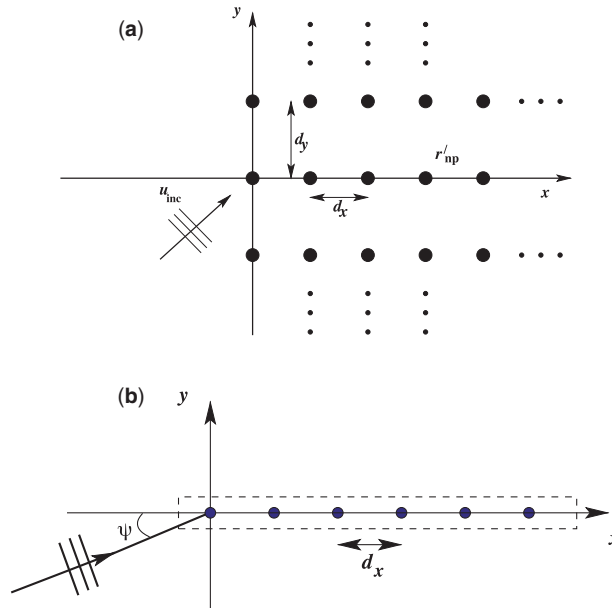 (a)
y
d_y
r'_np
u_inc
d_x
x
(b)
y
ψ
d_x
x